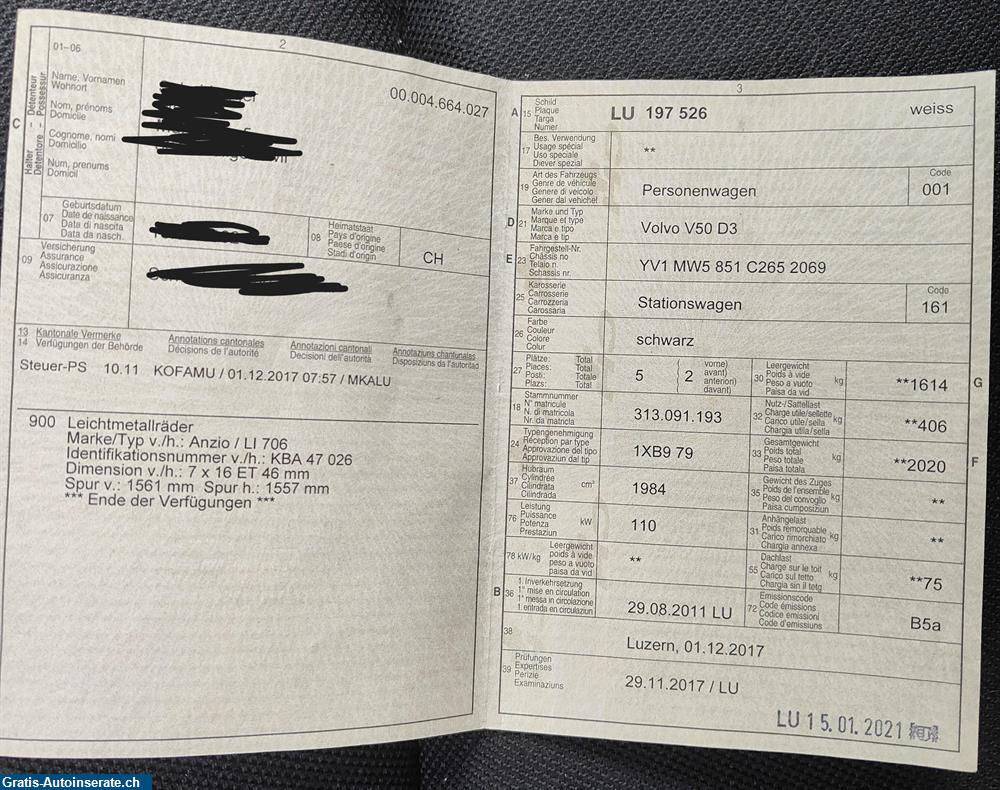 2
01–06
Halter – Détenteur
Detentore – Possessur
C
Name, Vornamen
Wohnort
Nom, prénoms
Domicile
Cognome, nomi
Domicilio
Num, prenums
Domicil
00.004.664.027
07
Geburtsdatum
Date de naissance
Data di nascita
Data da nasch.
08
Heimatstaat
Pays d'origine
Paese d'origine
Stadi d'origin
CH
09
Versicherung
Assurance
Assicurazione
Assicuranza
13 Kantonale Vermerke
14 Verfügungen der Behörde
Annotations cantonales
Décisions de l'autorité
Annotazioni cantonali
Decisioni dell'autorità
Annotaziuns chantunalas
Disposiziuns da l'autoritad
Steuer-PS 10.11 KOFAMU / 01.12.2017 07:57 / MKALU
900 Leichtmetallräder
Marke/Typ v./h.: Anzio / LI 706
Identifikationsnummer v./h.: KBA 47 026
Dimension v./h.: 7 x 16 ET 46 mm
Spur v.: 1561 mm Spur h.: 1557 mm
*** Ende der Verfügungen ***
3
A 15
Schild
Plaque
Targa
Numer
LU 197 526 weiss
17
Bes. Verwendung
Usage spécial
Uso speciale
Diever spezial
**
19
Art des Fahrzeugs
Genre de véhicule
Genere di veicolo
Gener dal vehichel
Personenwagen
Code
001
D 21
Marke und Typ
Marque et type
Marca e tipo
Marca e tip
Volvo V50 D3
E 23
Fahrgestell-Nr.
Châssis no
Telaio n.
Schassis nr.
YV1 MW5 851 C265 2069
25
Karosserie
Carrosserie
Carrozzeria
Carossaria
Stationswagen
Code
161
26
Farbe
Couleur
Colore
Colur
schwarz
27
Plätze: Total
Places: Total
Posti: Totale
Plazs: Total
5
( 2
vorne)
avant)
anteriori)
davant)
30
Leergewicht
Poids à vide
Peso a vuoto
Paisa da vid
kg
**1614
G
18
Stammnummer
N° matricule
N. di matricola
Nr. da matricla
313.091.193
32
Nutz-/Sattellast
Charge utile/sellette
Carico utile/sella
Chargia utila/sella
kg
**406
24
Typengenehmigung
Réception par type
Approvazione del tipo
Approvaziun dal tip
1XB9 79
33
Gesamtgewicht
Poids total
Peso totale
Paisa totala
kg
**2020
F
37
Hubraum
Cylindrée
Cilindrata
Cilindrada
cm³
1984
35
Gewicht des Zuges
Poids de l'ensemble
Peso del convoglio
Paisa cumposiziun
kg
**
76
Leistung
Puissance
Potenza
Prestaziun
kW
110
31
Anhängelast
Poids remorquable
Carico rimorchiato
Chargia annexa
kg
**
78 kW/kg
Leergewicht
poids à vide
peso a vuoto
paisa da vid
**
55
Dachlast
Charge sur le toit
Carico sul tetto
Chargia sin il tetg
kg
**75
B 36
1. Inverkehrsetzung
1re mise en circulation
1a messa in circolazione
1. entrada en circulaziun
29.08.2011 LU
72
Emissionscode
Code émissions
Codice emissioni
Code d'emissiuns
B5a
38
Luzern, 01.12.2017
39
Prüfungen
Expertises
Perizie
Examinaziuns
29.11.2017 / LU
LU 15.01.2021
Gratis-Autoinserate.ch